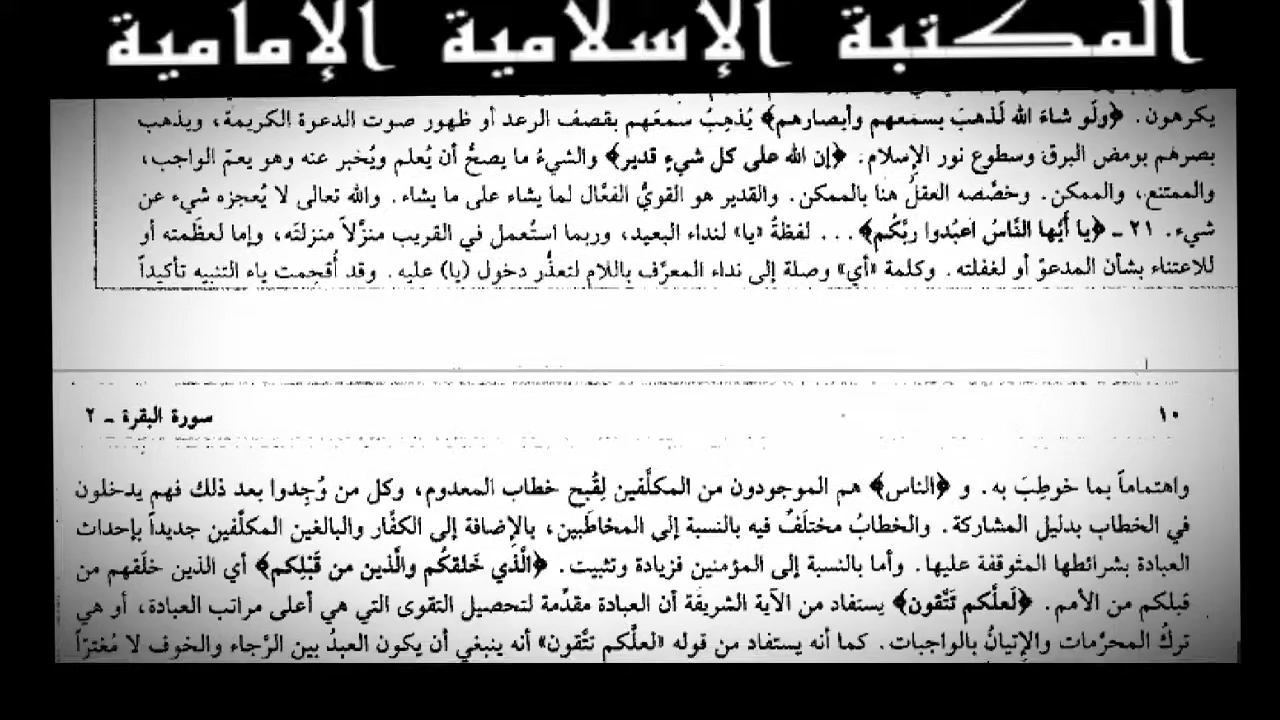 المكتبة الإسلامية الإمامية
يكرهون. ﴿ولَو شاءَ الله لَذهبَ بسمعهم وأبصارهم﴾ يُذهِبُ سمعَهم بقصف الرعد أو ظهور صوت الدعوة الكريمة، ويذهب
بصرهم بومض البرق وسطوع نور الإسلام. ﴿إن الله على كل شيءٍ قدير﴾ والشيءُ ما يصحُّ أن يُعلم ويُخبر عنه وهو يعمّ الواجب،
والممتنع، والممكن. وخصَّصه العقلُ هنا بالممكن. والقدير هو القويُّ الفعَّال لما يشاء على ما يشاء. والله تعالى لا يُعجزه شيء عن
شيء. ٢١ ـ ﴿يا أَيُّها النَّاسُ اعبُدوا ربَّكُم﴾... لفظةُ «يا» لنداء البعيد، وربما استُعمل في القريب منزَّلاً منزلتَه، وإما لعظَمته أو
للاعتناء بشأن المدعوّ أو لغفلته. وكلمة «أي» وصلة إلى نداء المعرَّف باللام لتعذُّر دخول (يا) عليه. وقد أُقحِمت ياء التنبيه تأكيداً
١٠
سورة البقرة ـ ٢
واهتماماً بما خوطِبَ به. و ﴿الناس﴾ هم الموجودون من المكلَّفين لِقُبح خطاب المعدوم، وكل من وُجِدوا بعد ذلك فهم يدخلون
في الخطاب بدليل المشاركة. والخطابُ مختلَفٌ فيه بالنسبة إلى المخاطَبين، بالإضافة إلى الكفَّار والبالغين المكلَّفين جديداً بإحداث
العبادة بشرائطها المتوقفة عليها. وأما بالنسبة إلى المؤمنين فزيادة وتثبيت. ﴿الَّذي خَلقكُم والَّذين من قَبْلِكم﴾ أي الذين خلَقهم من
قبلكم من الأمم. ﴿لَعلَّكم تَتَّقون﴾ يستفاد من الآية الشريفة أن العبادة مقدِّمة لتحصيل التقوى التي هي أعلى مراتب العبادة، أو هي
تركُ المحرَّمات والإتيانُ بالواجبات. كما أنه يستفاد من قوله «لعلَّكم تتَّقون» أنه ينبغي أن يكون العبدُ بين الرَّجاء والخوف لا مُغترّاً